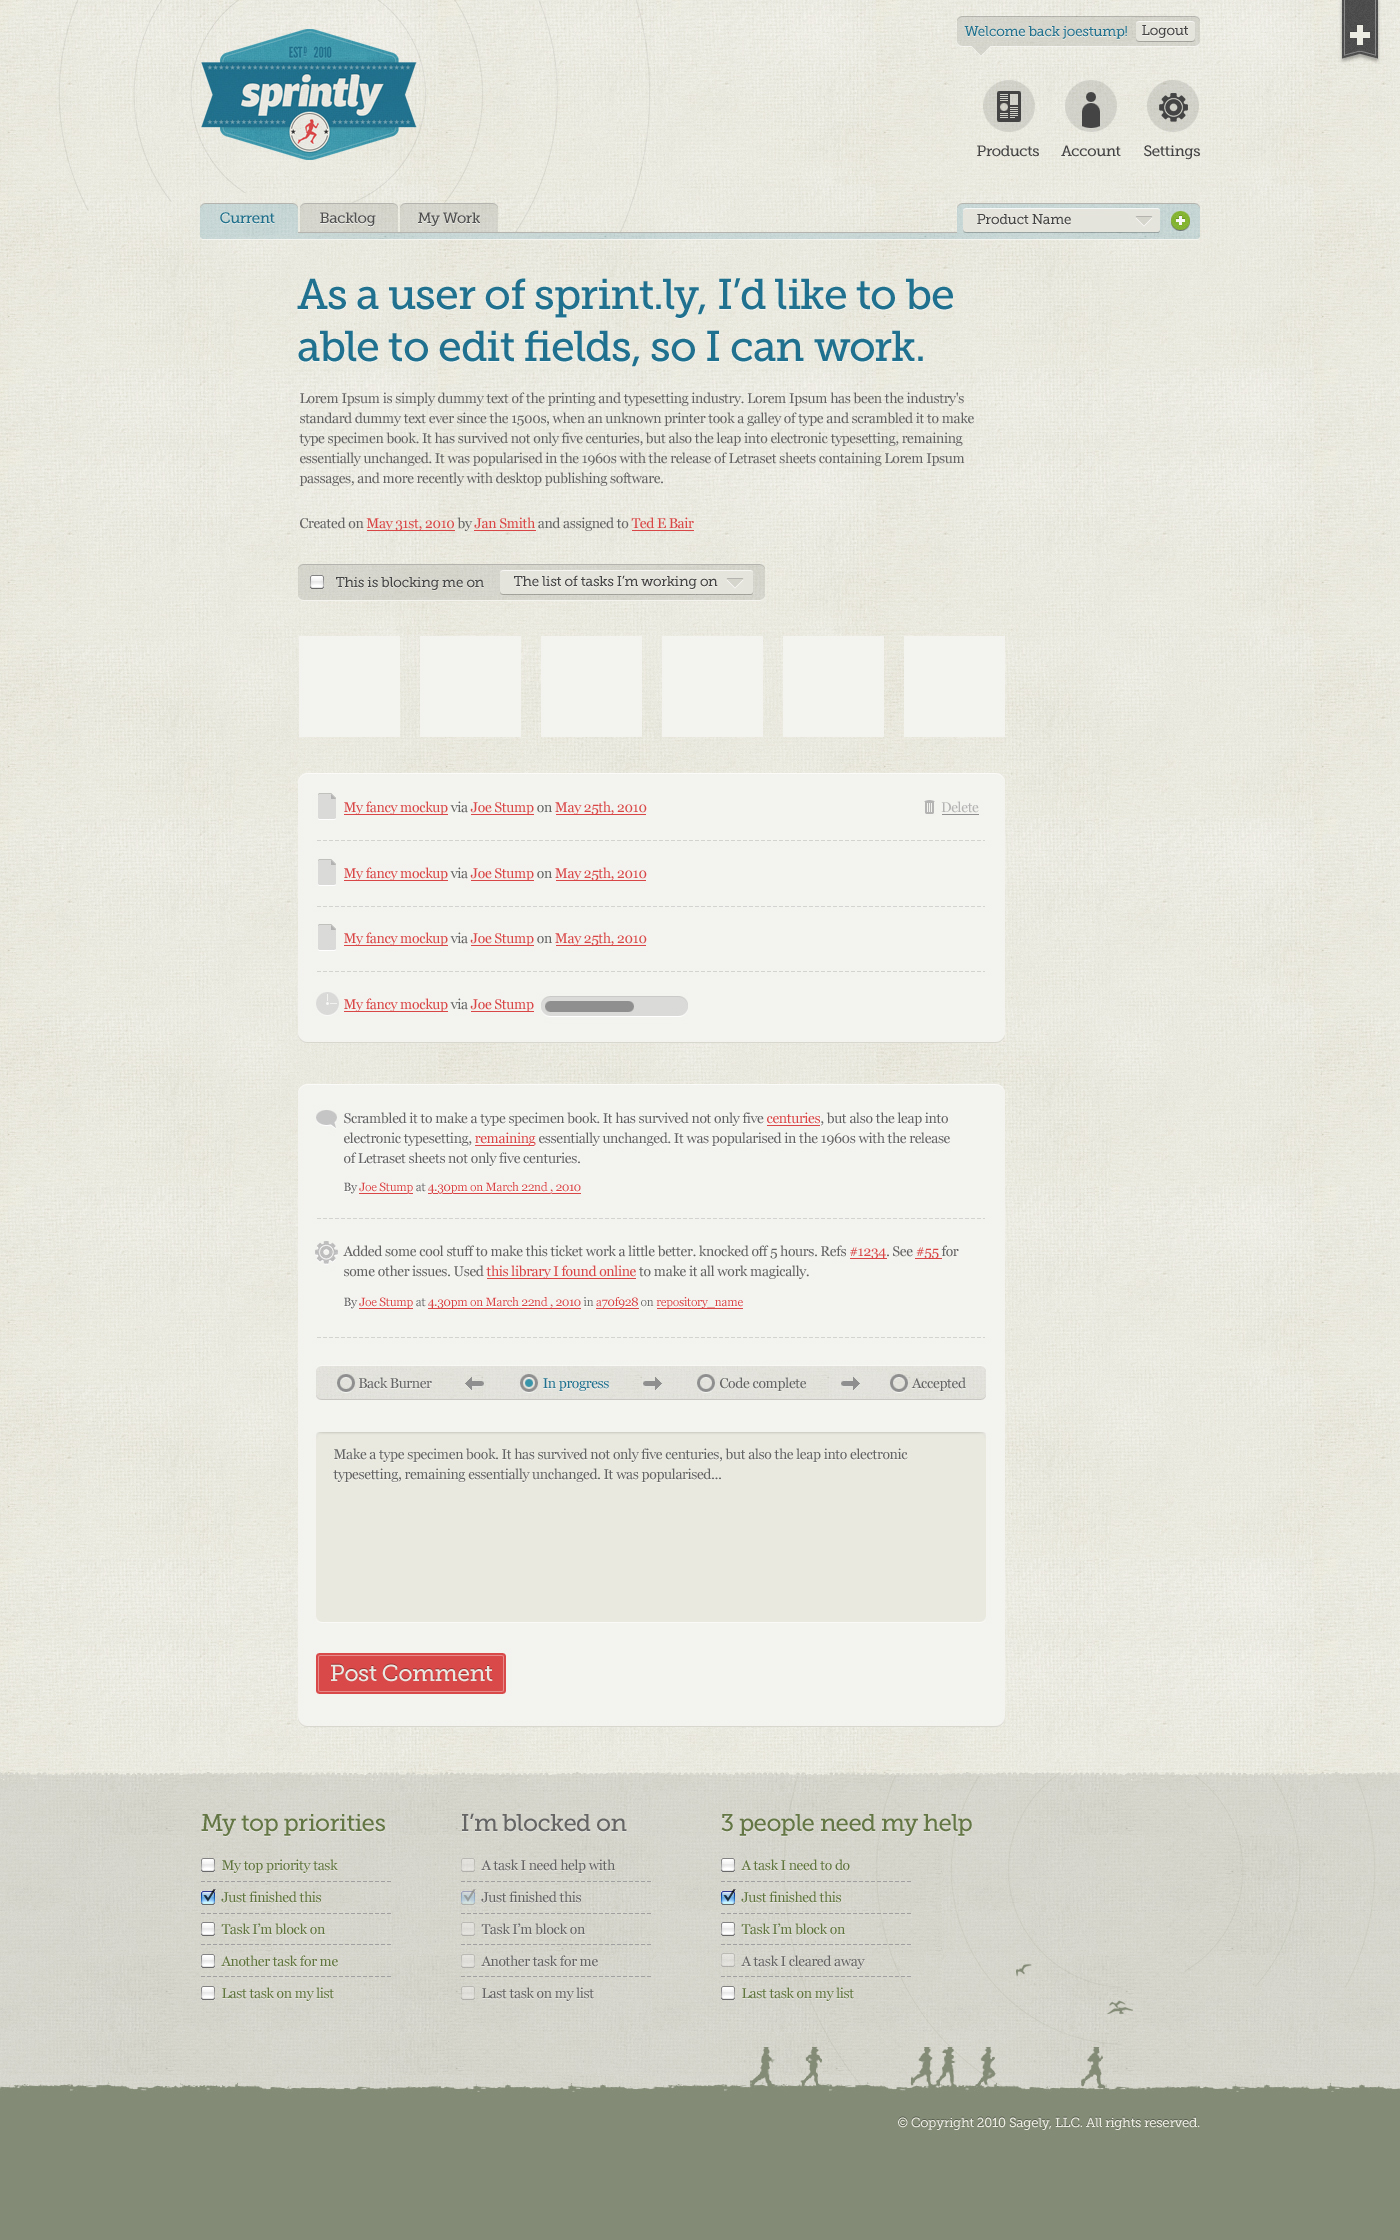 Welcome back joestump! Logout
ESTD 2010
sprintly
Products Account Settings
Current Backlog My Work Product Name
As a user of sprint.ly, I’d like to be
able to edit fields, so I can work.
Lorem Ipsum is simply dummy text of the printing and typesetting industry. Lorem Ipsum has been the industry's
standard dummy text ever since the 1500s, when an unknown printer took a galley of type and scrambled it to make
type specimen book. It has survived not only five centuries, but also the leap into electronic typesetting, remaining
essentially unchanged. It was popularised in the 1960s with the release of Letraset sheets containing Lorem Ipsum
passages, and more recently with desktop publishing software.
Created on May 31st, 2010 by Jan Smith and assigned to Ted E Bair
This is blocking me on The list of tasks I’m working on
My fancy mockup via Joe Stump on May 25th, 2010 Delete
My fancy mockup via Joe Stump on May 25th, 2010
My fancy mockup via Joe Stump on May 25th, 2010
My fancy mockup via Joe Stump
Scrambled it to make a type specimen book. It has survived not only five centuries, but also the leap into
electronic typesetting, remaining essentially unchanged. It was popularised in the 1960s with the release
of Letraset sheets not only five centuries.
By Joe Stump at 4.30pm on March 22nd , 2010
Added some cool stuff to make this ticket work a little better. knocked off 5 hours. Refs #1234. See #55 for
some other issues. Used this library I found online to make it all work magically.
By Joe Stump at 4.30pm on March 22nd , 2010 in a70f928 on repository_name
Back Burner In progress Code complete Accepted
Make a type specimen book. It has survived not only five centuries, but also the leap into electronic
typesetting, remaining essentially unchanged. It was popularised...
Post Comment
My top priorities
My top priority task
Just finished this
Task I’m block on
Another task for me
Last task on my list
I’m blocked on
A task I need help with
Just finished this
Task I’m block on
Another task for me
Last task on my list
3 people need my help
A task I need to do
Just finished this
Task I’m block on
A task I cleared away
Last task on my list
© Copyright 2010 Sagely, LLC. All rights reserved.